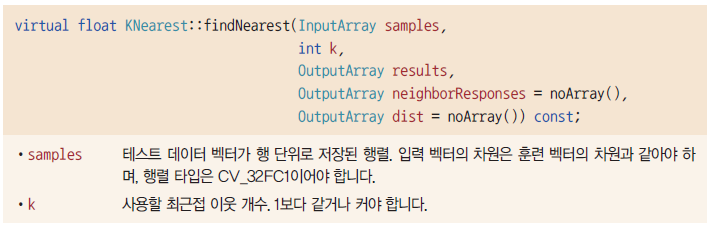 virtual float KNearest::findNearest(InputArray samples,
int k,
OutputArray results,
OutputArray neighborResponses = noArray(),
OutputArray dist = noArray()) const;
• samples 테스트 데이터 벡터가 행 단위로 저장된 행렬. 입력 벡터의 차원은 훈련 벡터의 차원과 같아야 하
며, 행렬 타입은 CV_32FC1이어야 합니다.
• k 사용할 최근접 이웃 개수. 1보다 같거나 커야 합니다.